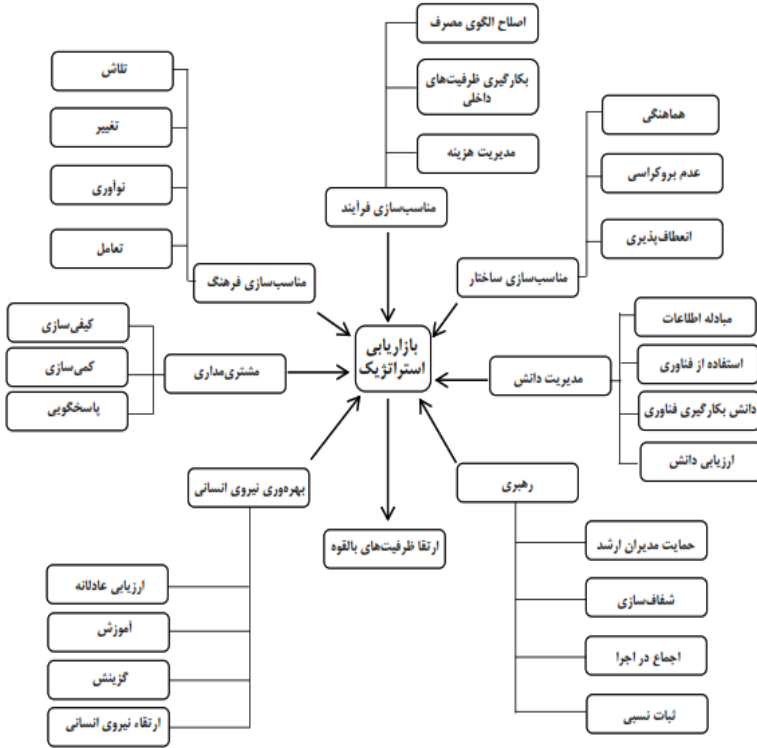 اصلاح الگوی مصرف
بکارگیری ظرفیت‌های
داخلی
مدیریت هزینه
مناسب‌سازی فرآیند
هماهنگی
عدم بروکراسی
انعطاف‌پذیری
مناسب‌سازی ساختار
تلاش
تغییر
نوآوری
تعامل
مناسب‌سازی فرهنگ
بازاریابی
استراتژیک
مبادله اطلاعات
استفاده از فناوری
دانش بکارگیری فناوری
ارزیابی دانش
مدیریت دانش
کیفی‌سازی
کمی‌سازی
پاسخگویی
مشتری‌مداری
رهبری
حمایت مدیران ارشد
شفاف‌سازی
اجماع در اجرا
ثبات نسبی
ارتقا ظرفیت‌های بالقوه
بهره‌وری نیروی انسانی
ارزیابی عادلانه
آموزش
گزینش
ارتقاء نیروی انسانی